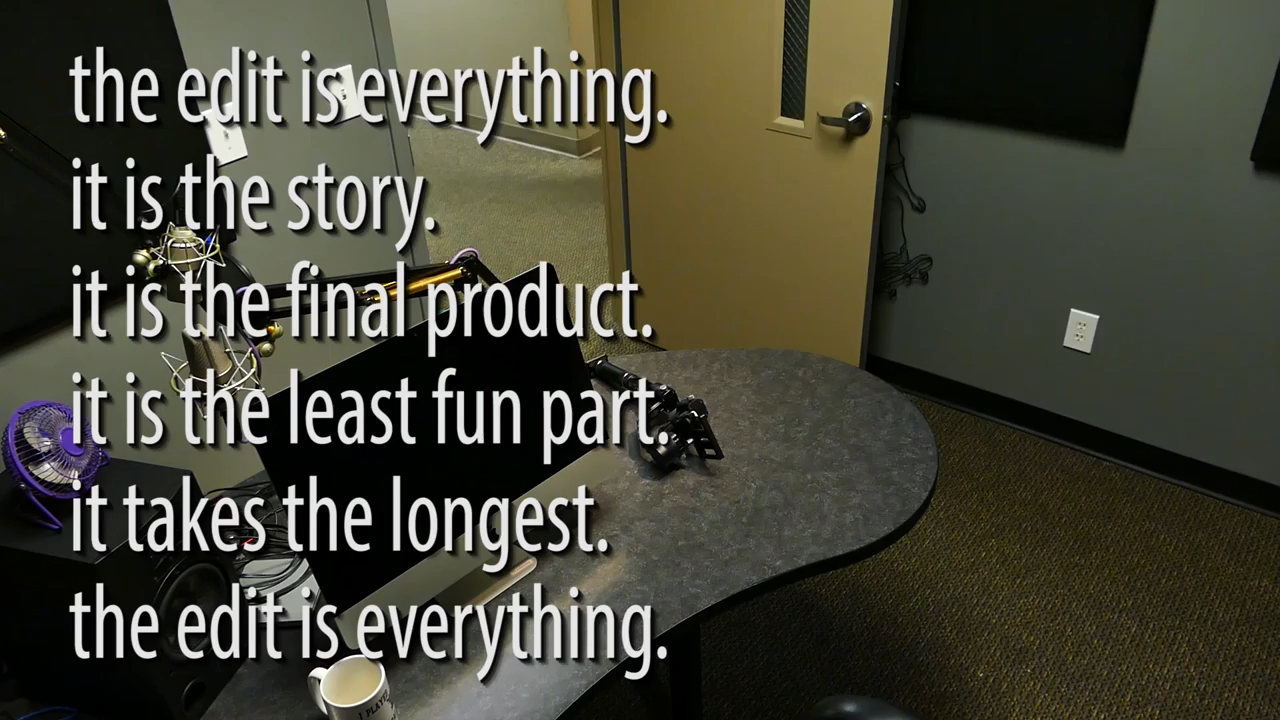 the edit is everything.
it is the story.
it is the final product.
it is the least fun part.
it takes the longest.
the edit is everything.